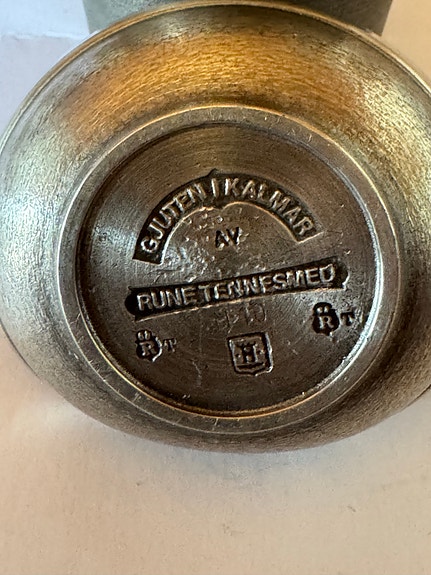 GJUTEN I KALMAR
AV
RUNE TENNESMED
R T
H
R T